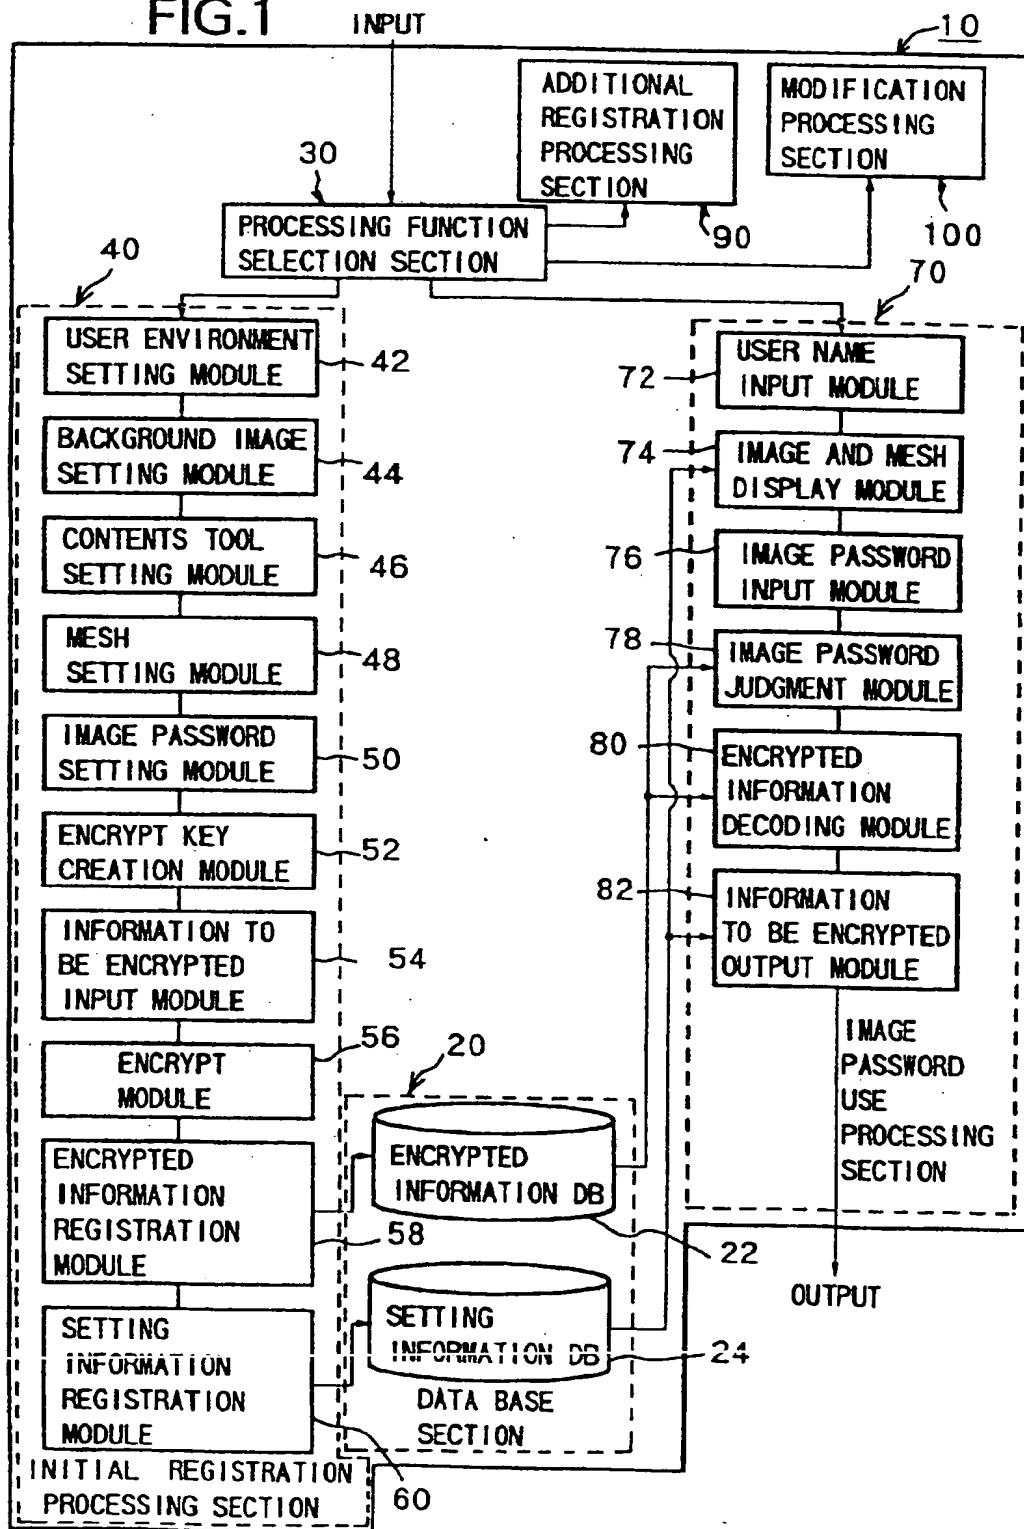 FIG.1
INPUT
10
ADDITIONAL
REGISTRATION
PROCESSING
SECTION
90
MODIFICATION
PROCESSING
SECTION
100
30
PROCESSING FUNCTION
SELECTION SECTION
40
USER ENVIRONMENT
SETTING MODULE
42
BACKGROUND IMAGE
SETTING MODULE
44
CONTENTS TOOL
SETTING MODULE
46
MESH
SETTING MODULE
48
IMAGE PASSWORD
SETTING MODULE
50
ENCRYPT KEY
CREATION MODULE
52
INFORMATION TO
BE ENCRYPTED
INPUT MODULE
54
ENCRYPT
MODULE
56
ENCRYPTED
INFORMATION
REGISTRATION
MODULE
58
SETTING
INFORMATION
REGISTRATION
MODULE
60
INITIAL REGISTRATION
PROCESSING SECTION
20
ENCRYPTED
INFORMATION DB
22
SETTING
INFORMATION DB
24
DATA BASE
SECTION
70
USER NAME
INPUT MODULE
72
IMAGE AND MESH
DISPLAY MODULE
74
IMAGE PASSWORD
INPUT MODULE
76
IMAGE PASSWORD
JUDGMENT MODULE
78
ENCRYPTED
INFORMATION
DECODING MODULE
80
INFORMATION
TO BE ENCRYPTED
OUTPUT MODULE
82
IMAGE
PASSWORD
USE
PROCESSING
SECTION
OUTPUT